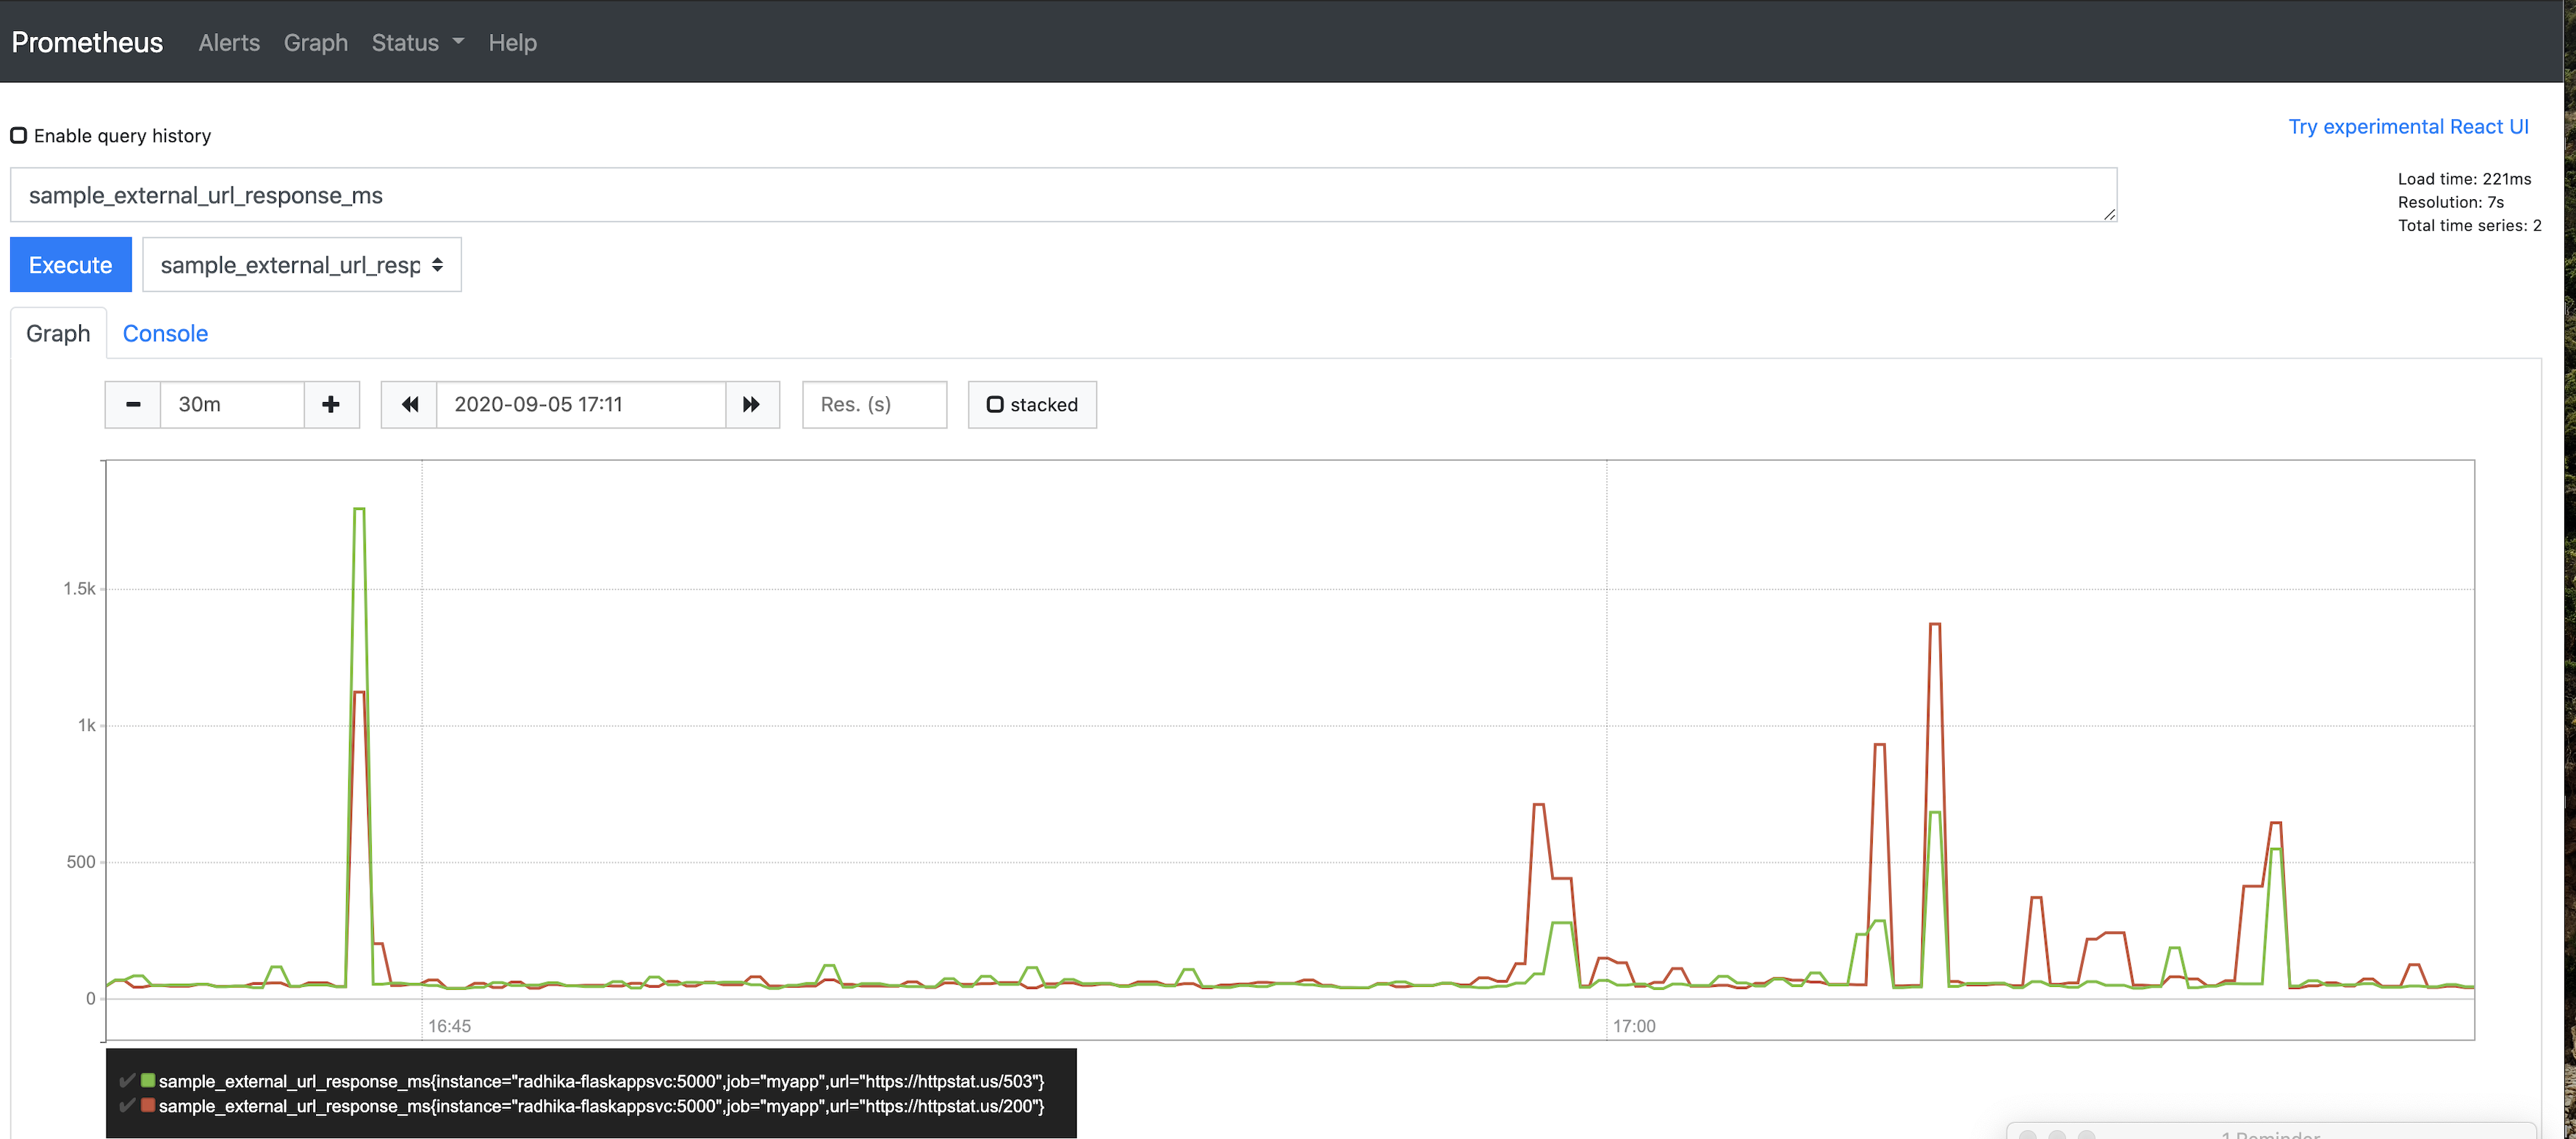 Prometheus Alerts Graph Status Help
Enable query history
Try experimental React UI
sample_external_url_response_ms
Load time: 221ms
Resolution: 7s
Total time series: 2
Execute sample_external_url_resp
Graph Console
30m 2020-09-05 17:11 Res. (s) stacked
1.5k
1k
500
0
16:45 17:00
sample_external_url_response_ms{instance="radhika-flaskappsvc:5000",job="myapp",url="https://httpstat.us/503"}
sample_external_url_response_ms{instance="radhika-flaskappsvc:5000",job="myapp",url="https://httpstat.us/200"}
1 Reminder